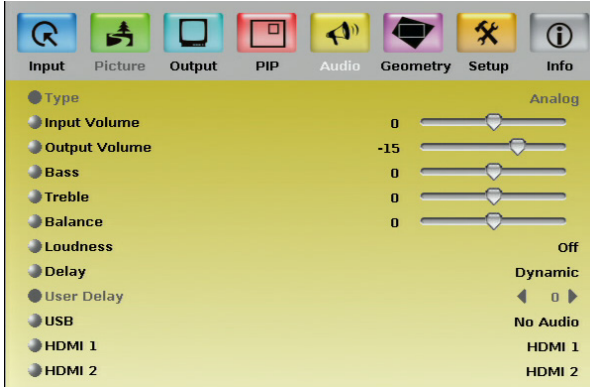 Input Picture Output PIP Audio Geometry Setup Info
Type Analog
Input Volume 0
Output Volume -15
Bass 0
Treble 0
Balance 0
Loudness Off
Delay Dynamic
User Delay 0
USB No Audio
HDMI 1 HDMI 1
HDMI 2 HDMI 2